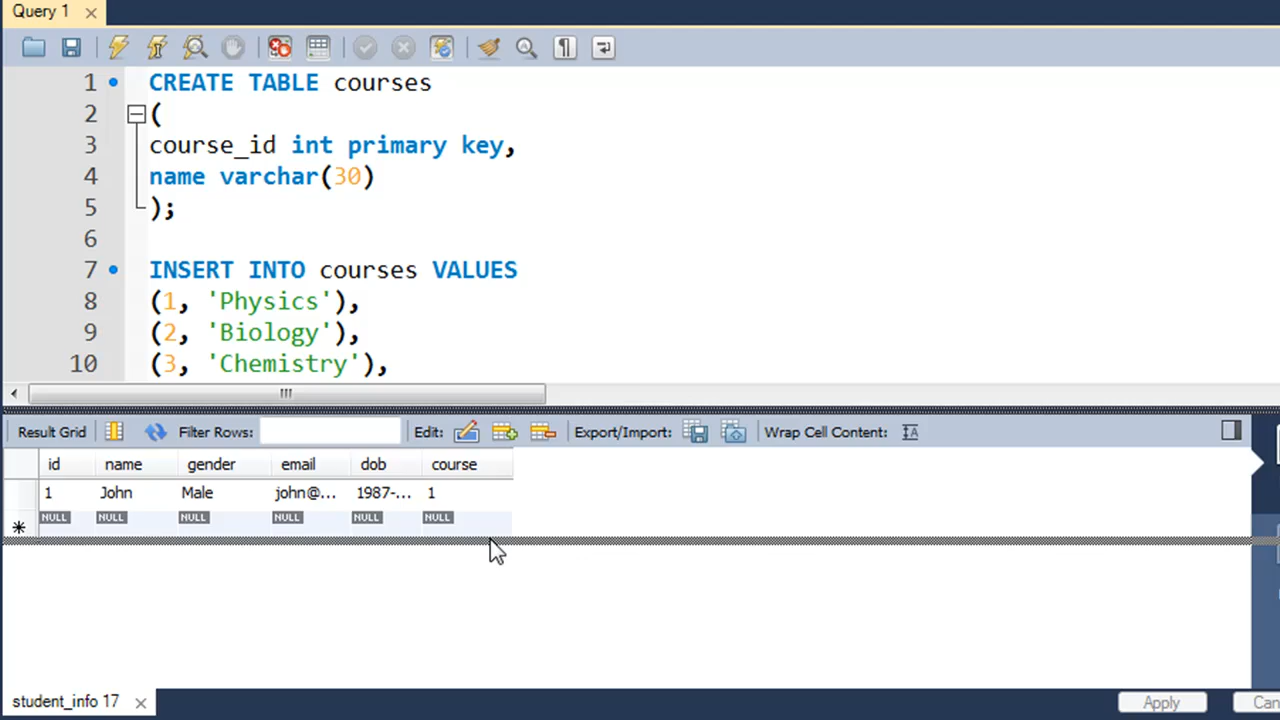 Query 1
1 CREATE TABLE courses
2 (
3 course_id int primary key,
4 name varchar(30)
5 );
6
7 INSERT INTO courses VALUES
8 (1, 'Physics'),
9 (2, 'Biology'),
10 (3, 'Chemistry'),
Result Grid Filter Rows: Edit: Export/Import: Wrap Cell Content:
id name gender email dob course
1 John Male john@... 1987-... 1
NULL NULL NULL NULL NULL NULL
student_info 17 Apply Can